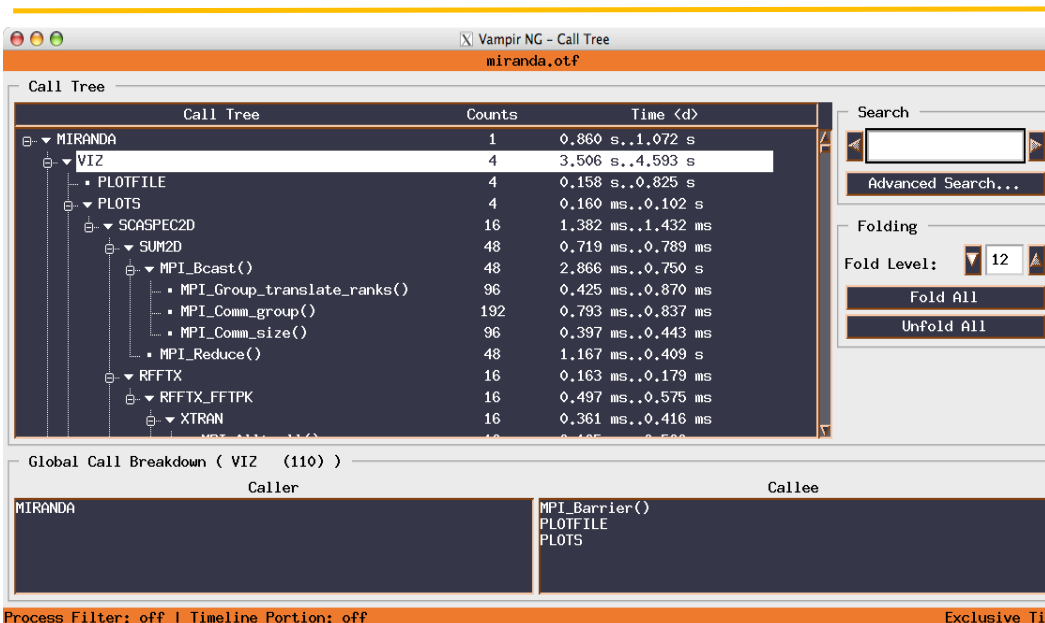 Vampir NG - Call Tree
miranda.otf
Call Tree
Call Tree Counts Time <d>
MIRANDA 1 0.860 s..1.072 s
VIZ 4 3.506 s..4.593 s
PLOTFILE 4 0.158 s..0.825 s
PLOTS 4 0.160 ms..0.102 s
SCASPEC2D 16 1.382 ms..1.432 ms
SUM2D 48 0.719 ms..0.789 ms
MPI_Bcast() 48 2.866 ms..0.750 s
MPI_Group_translate_ranks() 96 0.425 ms..0.870 ms
MPI_Comm_group() 192 0.793 ms..0.837 ms
MPI_Comm_size() 96 0.397 ms..0.443 ms
MPI_Reduce() 48 1.167 ms..0.409 s
RFFTX 16 0.163 ms..0.179 ms
RFFTX_FFTPK 16 0.497 ms..0.575 ms
XTRAN 16 0.361 ms..0.416 ms
Search
Advanced Search...
Folding
Fold Level: 12
Fold All
Unfold All
Global Call Breakdown ( VIZ (110) )
Caller Callee
MIRANDA MPI_Barrier()
PLOTFILE
PLOTS
Process Filter: off | Timeline Portion: off Exclusive Ti